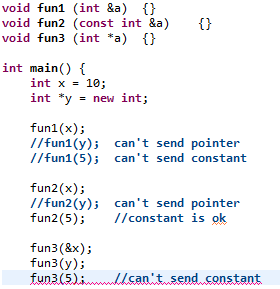 void fun1 (int &a)  {}
void fun2 (const int &a)    {}
void fun3 (int *a)  {}
int main() {
    int x = 10;
    int *y = new int;
    fun1(x);
    //fun1(y);  can't send pointer
    //fun1(5);  can't send constant
    fun2(x);
    //fun2(y);  can't send pointer
    fun2(5);    //constant is ok
    fun3(&x);
    fun3(y);
    fun3(5);    //can't send constant